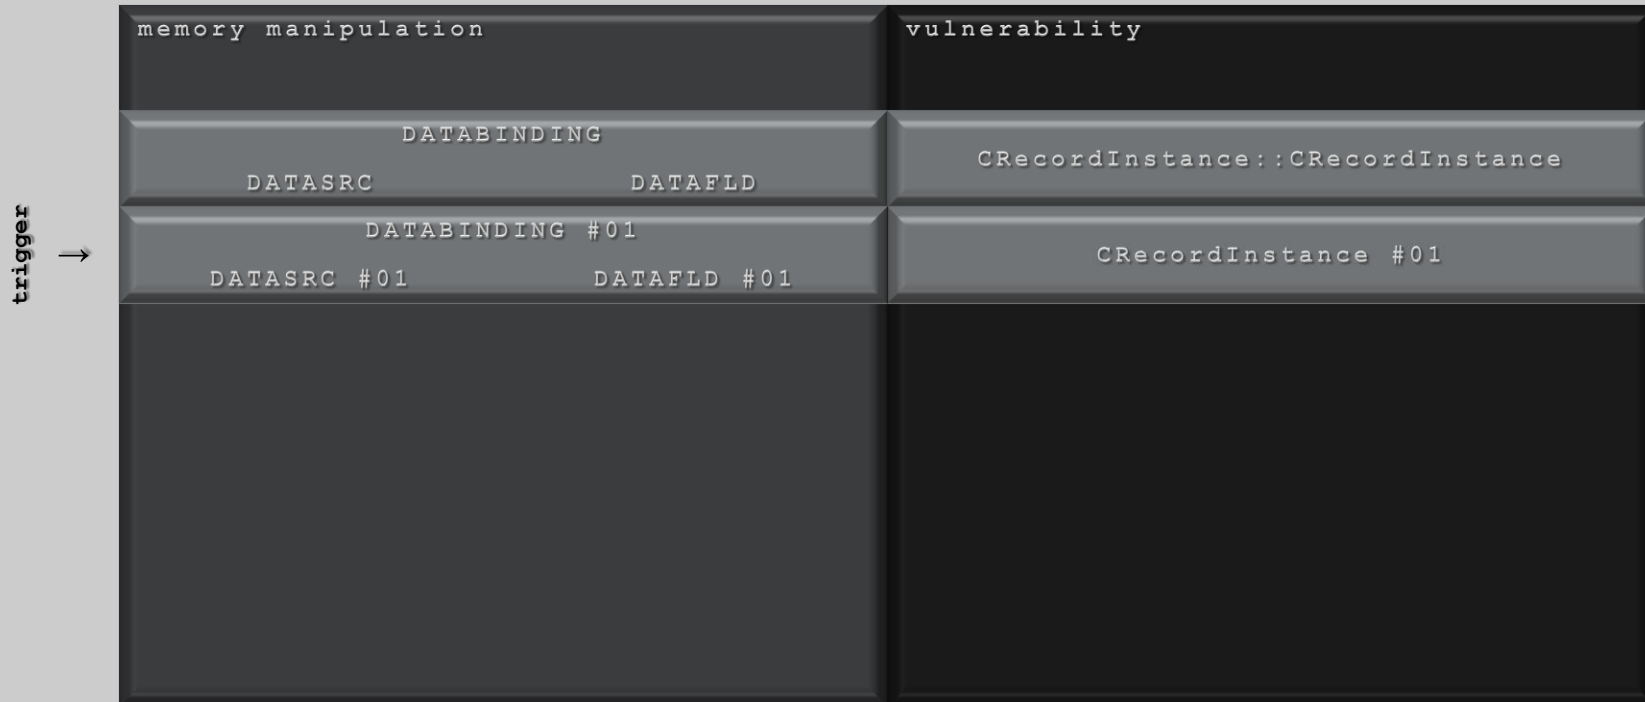 memory manipulation
vulnerability
DATABINDING
CRecordInstance::CRecordInstance
DATASRC
DATAFLD
trigger
→
DATABINDING #01
CRecordInstance #01
DATASRC #01
DATAFLD #01